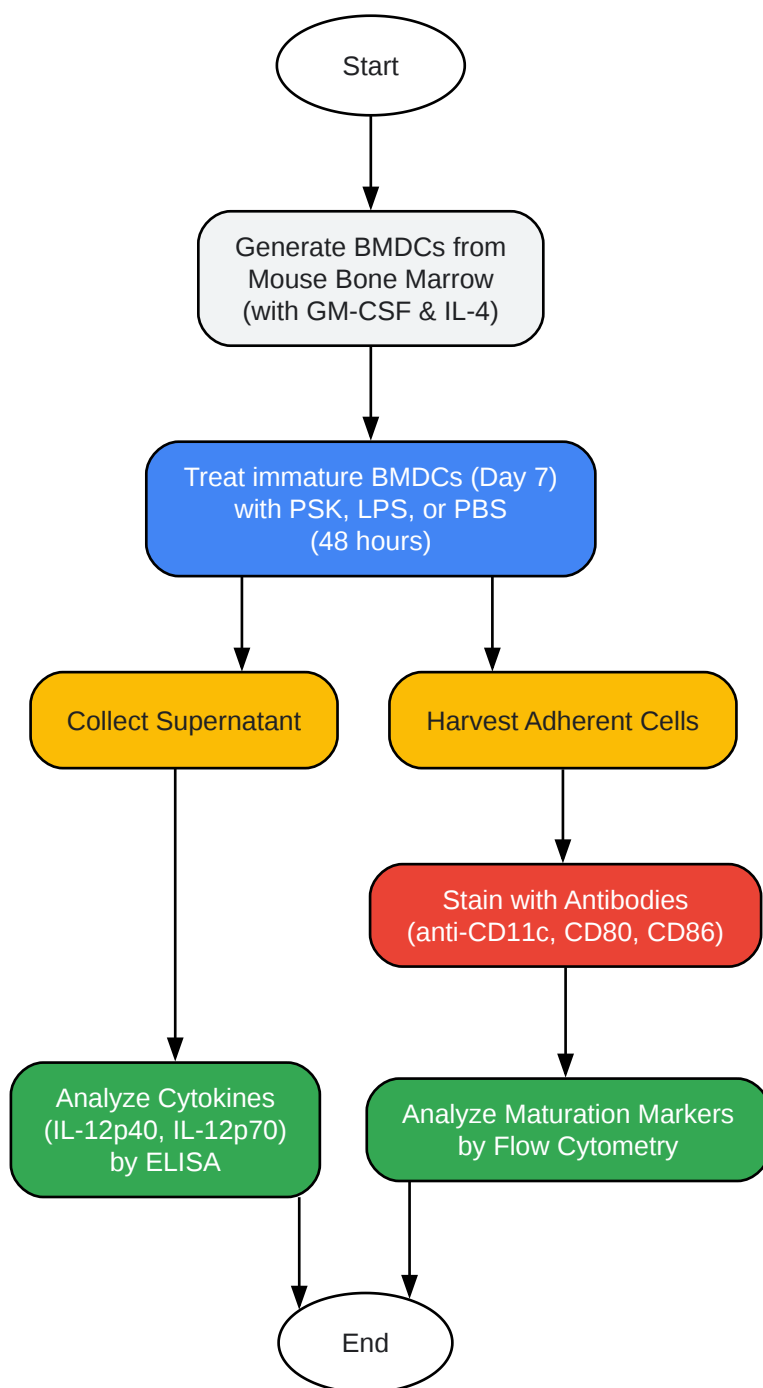 Start
Generate BMDCs from
Mouse Bone Marrow
(with GM-CSF & IL-4)
Treat immature BMDCs (Day 7)
with PSK, LPS, or PBS
(48 hours)
Collect Supernatant
Harvest Adherent Cells
Stain with Antibodies
(anti-CD11c, CD80, CD86)
Analyze Cytokines
(IL-12p40, IL-12p70)
by ELISA
Analyze Maturation Markers
by Flow Cytometry
End